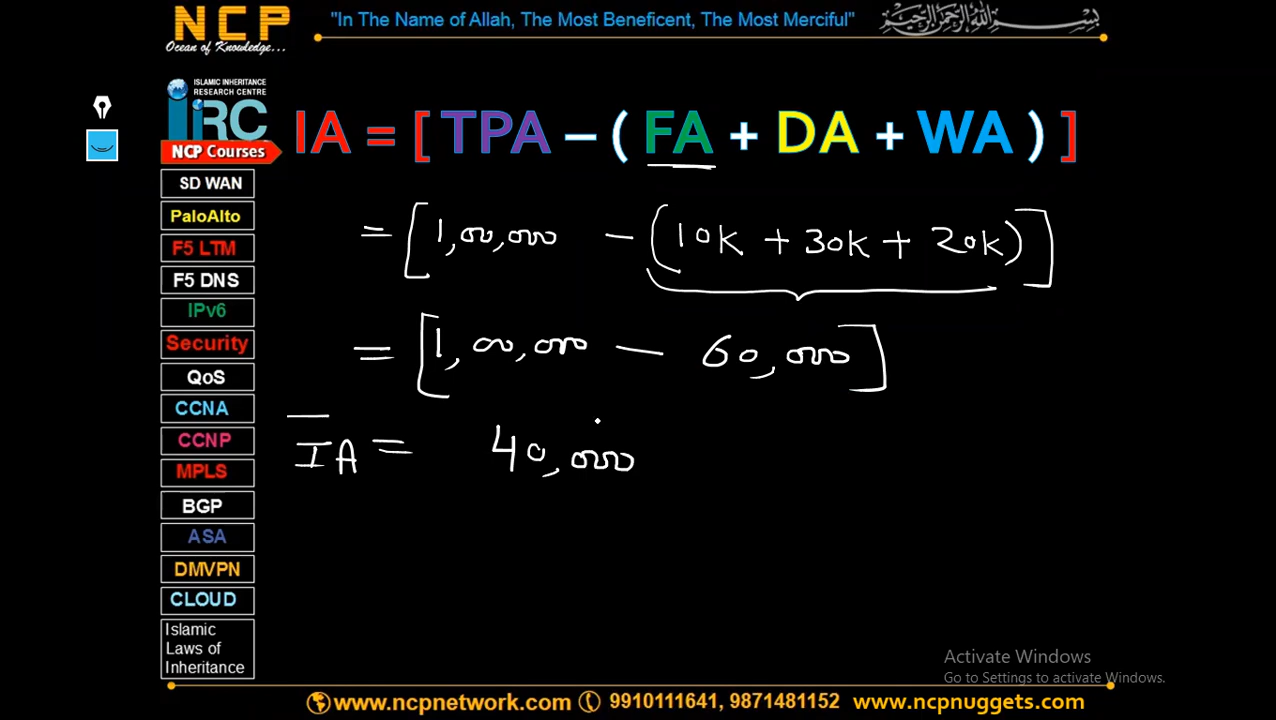 NCP
Ocean of Knowledge...
"In The Name of Allah, The Most Beneficent, The Most Merciful"
بسم الله الرحمن الرحيم
ISLAMIC INHERITANCE
RESEARCH CENTRE
iRC
NCP Courses
IA = [ TPA – ( FA + DA + WA ) ]
= [1,00,000 – (10K + 30K + 20K)]
= [1,00,000 – 60,000]
IA = 40,000
SD WAN
PaloAlto
F5 LTM
F5 DNS
IPv6
Security
QoS
CCNA
CCNP
MPLS
BGP
ASA
DMVPN
CLOUD
Islamic
Laws of
Inheritance
Activate Windows
Go to Settings to activate Windows.
www.ncpnetwork.com 9910111641, 9871481152 www.ncpnuggets.com